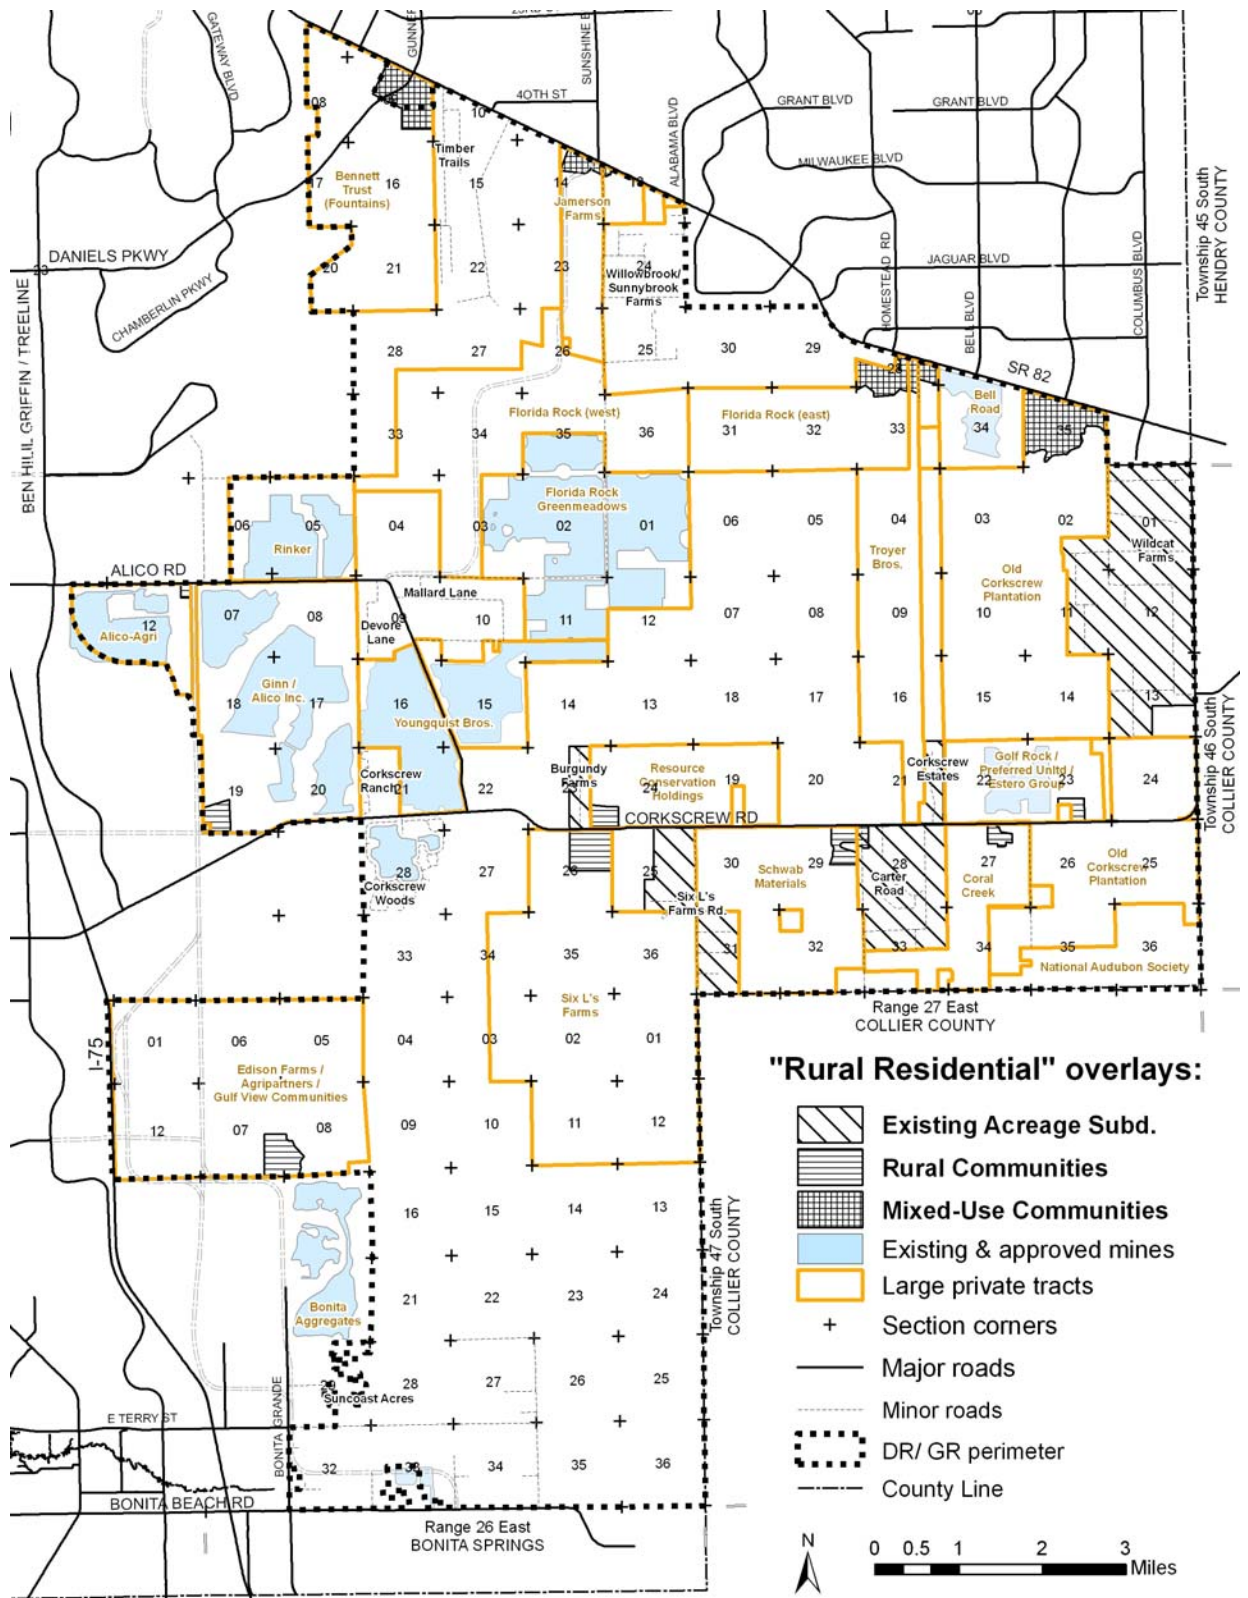 23RD
GATEWAY BLVD
GUNNER
SUNSHINE B
40TH ST
ALABAMA BLVD
GRANT BLVD
GRANT BLVD
MILWAUKEE BLVD
08
10
Timber
Trails
17
Bennett
Trust
(Fountains)
16
15
14
13
Jamerson
Farms
Township 45 South
HENDRY COUNTY
DANIELS PKWY
23
CHAMBERLIN PKWY
20
21
22
23
24
Willowbrook/
Sunnybrook
Farms
HOMESTEAD RD
JAGUAR BLVD
BELL BLVD
COLUMBUS BLVD
BEN HILL GRIFFIN / TREELINE
28
27
26
25
30
29
28
SR 82
Florida Rock (west)
Florida Rock (east)
Bell
Road
33
34
35
36
31
32
33
34
35
06
05
Rinker
04
03
Florida Rock
Greenmeadows
02
01
06
05
04
03
02
01
Wildcat
Farms
Troyer
Bros.
Old
Corkscrew
Plantation
ALICO RD
Mallard Lane
12
Alico-Agri
07
08
09
Devore
Lane
10
11
12
07
08
09
10
11
12
18
Ginn /
Alico Inc.
17
16
15
Youngquist Bros.
14
13
18
17
16
15
14
13
Township 46 South
COLLIER COUNTY
19
20
Corkscrew
Ranch
21
22
Burgundy
Farms
23
Resource
Conservation
Holdings
24
19
20
21
Corkscrew
Estates
Golf Rock /
Preferred Unltd /
Estero Group
22
23
24
CORKSCREW RD
28
Corkscrew
Woods
27
26
25
Six L's
Farms Rd.
30
Schwab
Materials
29
28
Carter
Road
27
Coral
Creek
26
Old
Corkscrew
Plantation
25
33
34
35
36
31
32
33
34
35
36
National Audubon Society
Six L's
Farms
Range 27 East
COLLIER COUNTY
I-75
01
06
05
04
03
02
01
Edison Farms /
Agripartners /
Gulf View Communities
12
07
08
09
10
11
12
16
15
14
13
Township 47 South
COLLIER COUNTY
21
22
23
24
Bonita
Aggregates
29
28
27
26
25
Suncoast Acres
E TERRY ST
BONITA GRANDE
32
33
34
35
36
BONITA BEACH RD
Range 26 East
BONITA SPRINGS
"Rural Residential" overlays:
Existing Acreage Subd.
Rural Communities
Mixed-Use Communities
Existing & approved mines
Large private tracts
Section corners
Major roads
Minor roads
DR/ GR perimeter
County Line
N
0 0.5 1 2 3
Miles